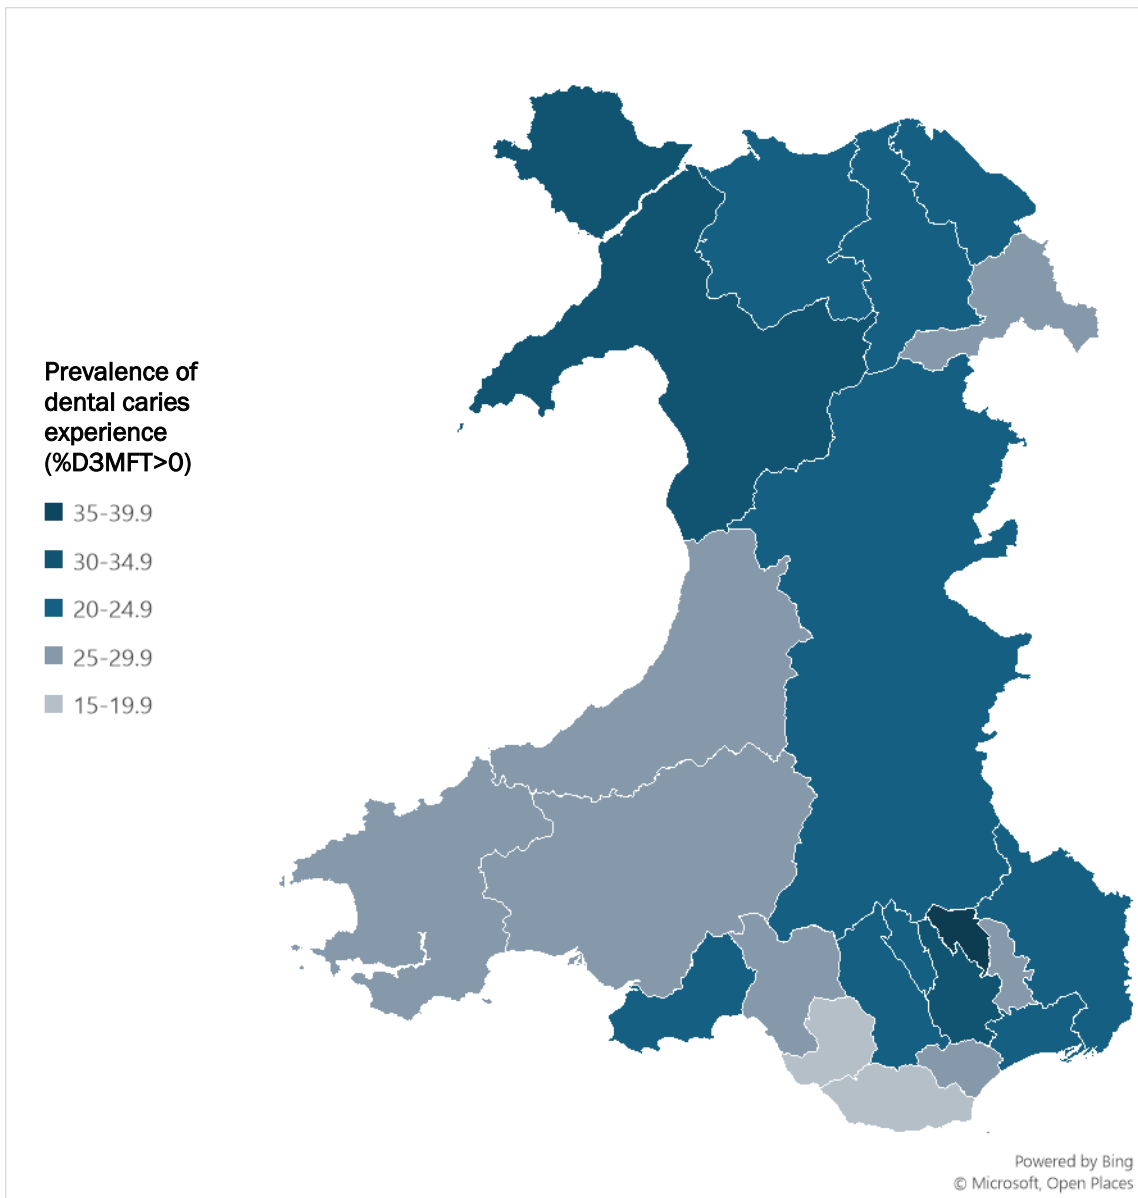 Prevalence of
dental caries
experience
(%D3MFT>0)
35-39.9
30-34.9
20-24.9
25-29.9
15-19.9
Powered by Bing
© Microsoft, Open Places